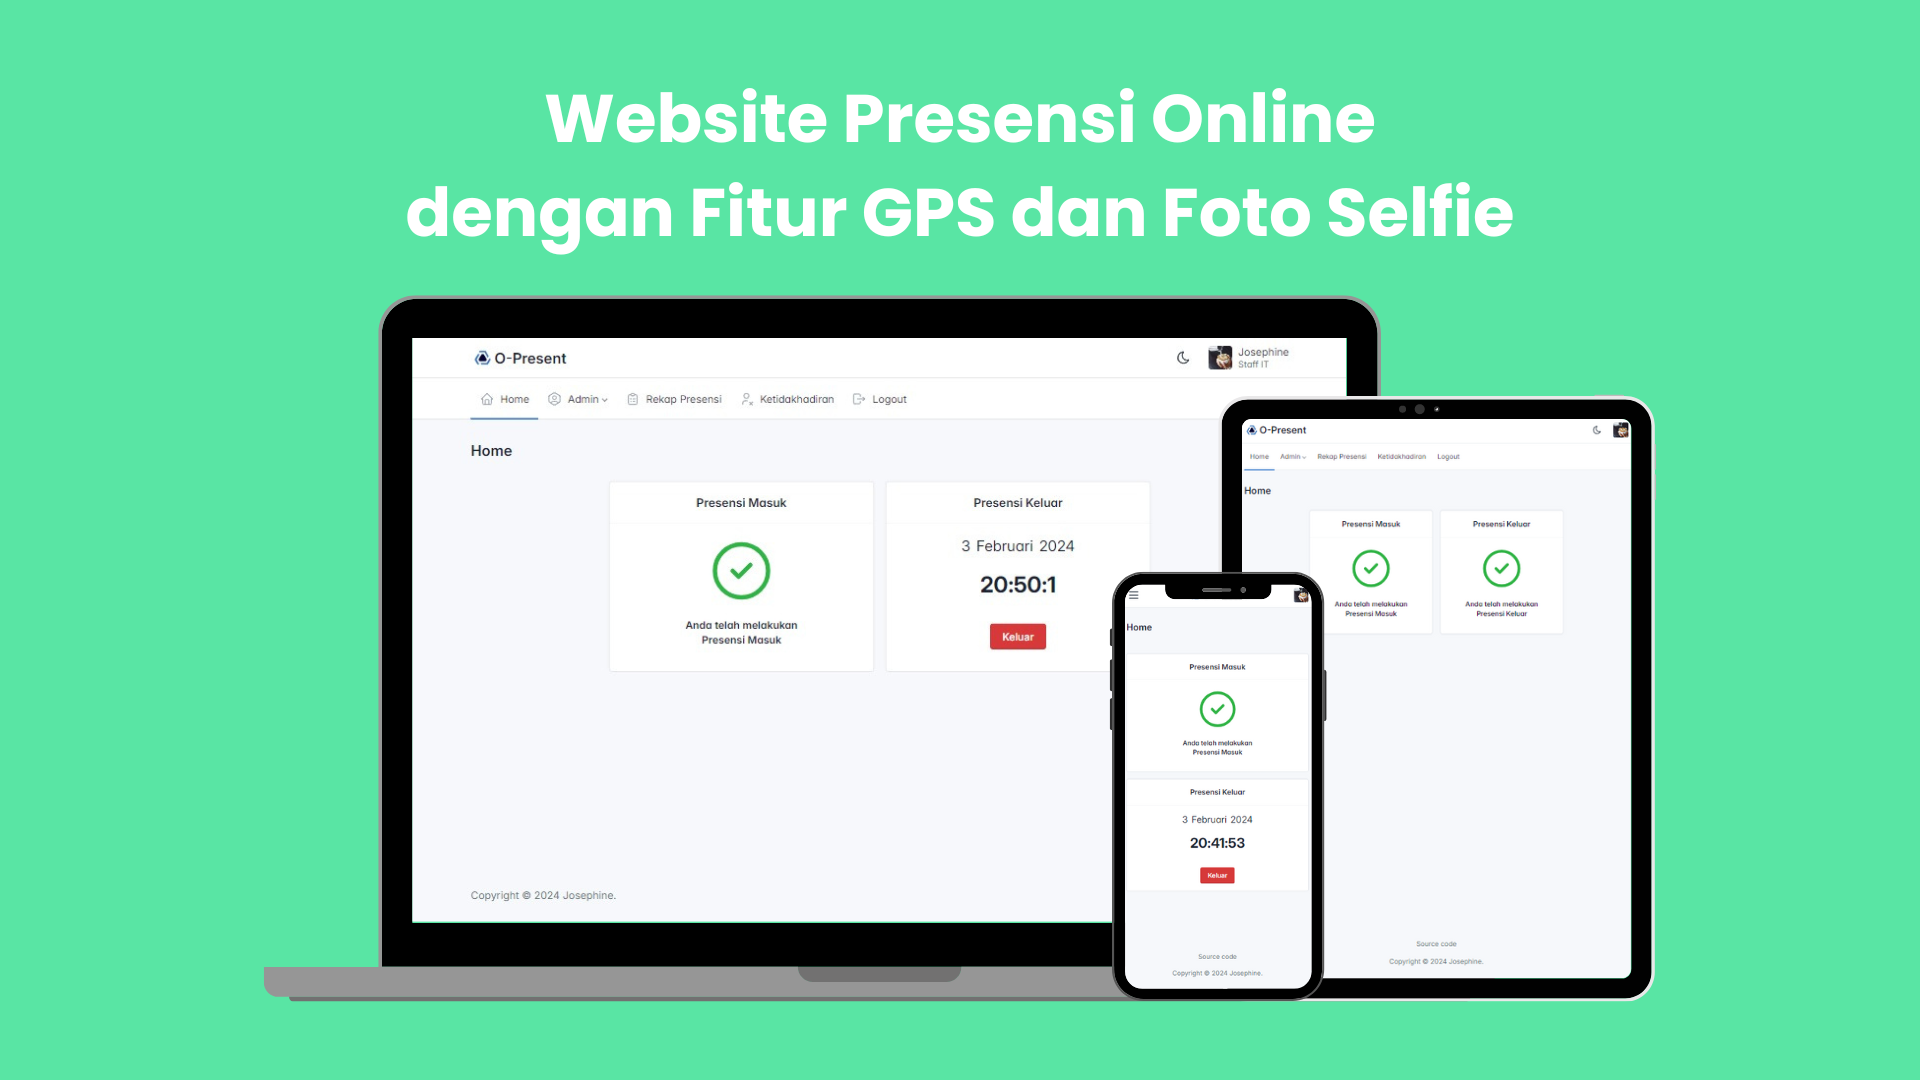 Website Presensi Online
dengan Fitur GPS dan Foto Selfie
O-Present
Josephine
Staff IT
Home
Admin
Rekap Presensi
Ketidakhadiran
Logout
Home
Presensi Masuk
Anda telah melakukan
Presensi Masuk
Presensi Keluar
3 Februari 2024
20:50:1
Keluar
Copyright © 2024 Josephine.
O-Present
Home
Admin
Rekap Presensi
Ketidakhadiran
Logout
Home
Presensi Masuk
Anda telah melakukan
Presensi Masuk
Presensi Keluar
Anda telah melakukan
Presensi Keluar
Source code
Copyright © 2024 Josephine.
Home
Presensi Masuk
Anda telah melakukan
Presensi Masuk
Presensi Keluar
3 Februari 2024
20:41:53
Keluar
Source code
Copyright © 2024 Josephine.